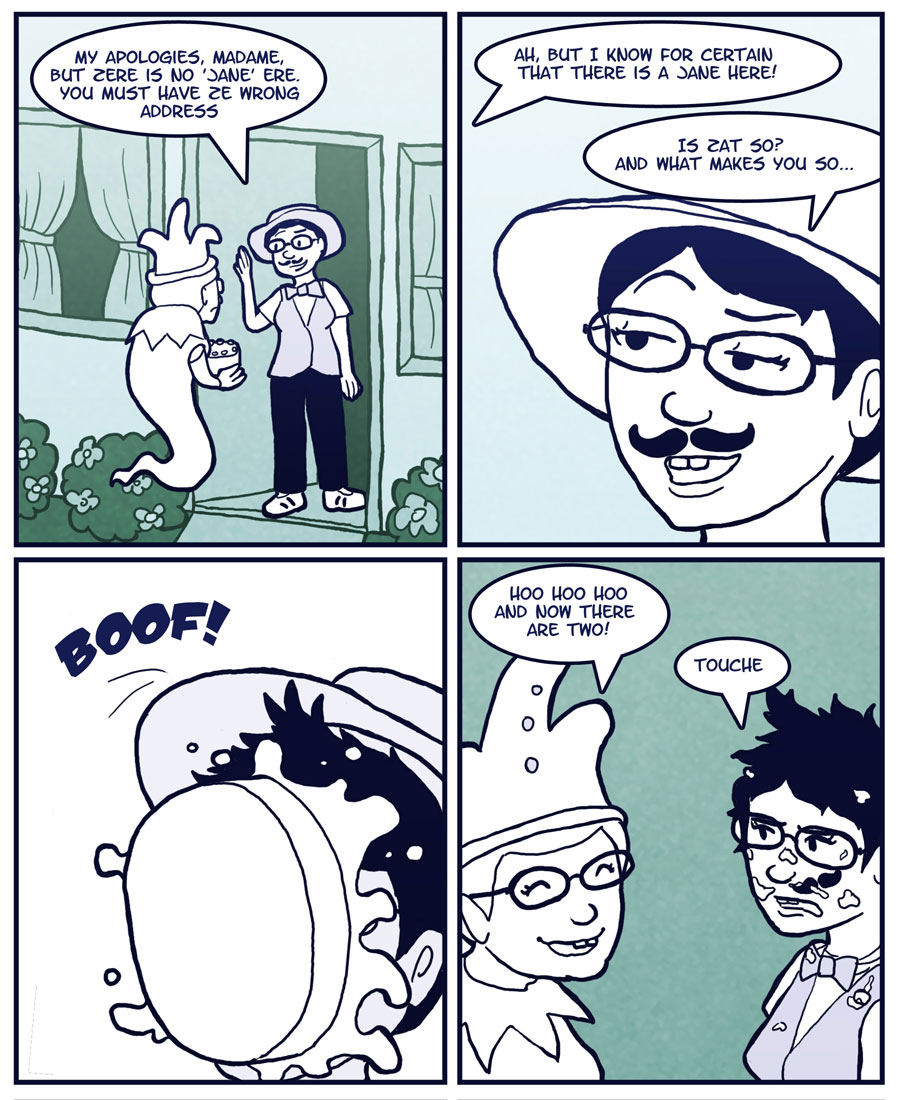 MY APOLOGIES, MADAME,
BUT ZERE IS NO 'JANE' ERE.
YOU MUST HAVE ZE WRONG
ADDRESS
AH, BUT I KNOW FOR CERTAIN
THAT THERE IS A JANE HERE!
IS ZAT SO?
AND WHAT MAKES YOU SO...
BOOF!
HOO HOO HOO
AND NOW THERE
ARE TWO!
TOUCHE